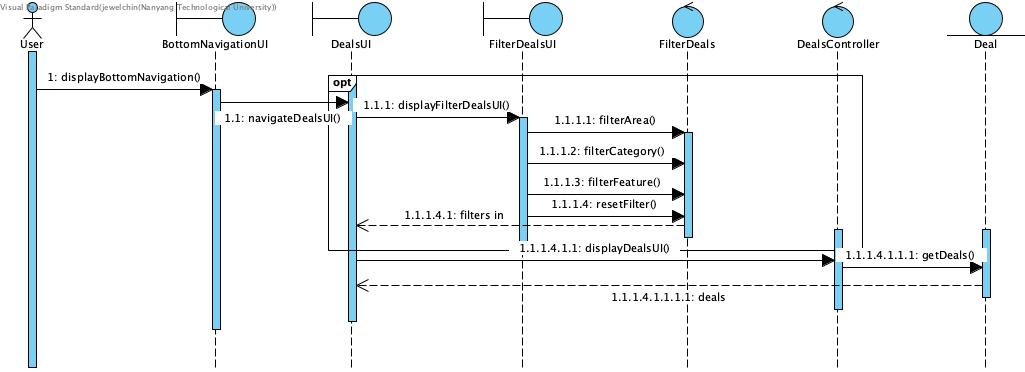 Visual Paradigm Standard(jewelchin(Nanyang Technological University))
User
BottomNavigationUI
DealsUI
FilterDealsUI
FilterDeals
DealsController
Deal
1: displayBottomNavigation()
opt
1.1: navigateDealsUI()
1.1.1: displayFilterDealsUI()
1.1.1.1: filterArea()
1.1.1.2: filterCategory()
1.1.1.3: filterFeature()
1.1.1.4: resetFilter()
1.1.1.4.1: filters in
1.1.1.4.1.1: displayDealsUI()
1.1.1.4.1.1.1: getDeals()
1.1.1.4.1.1.1.1: deals